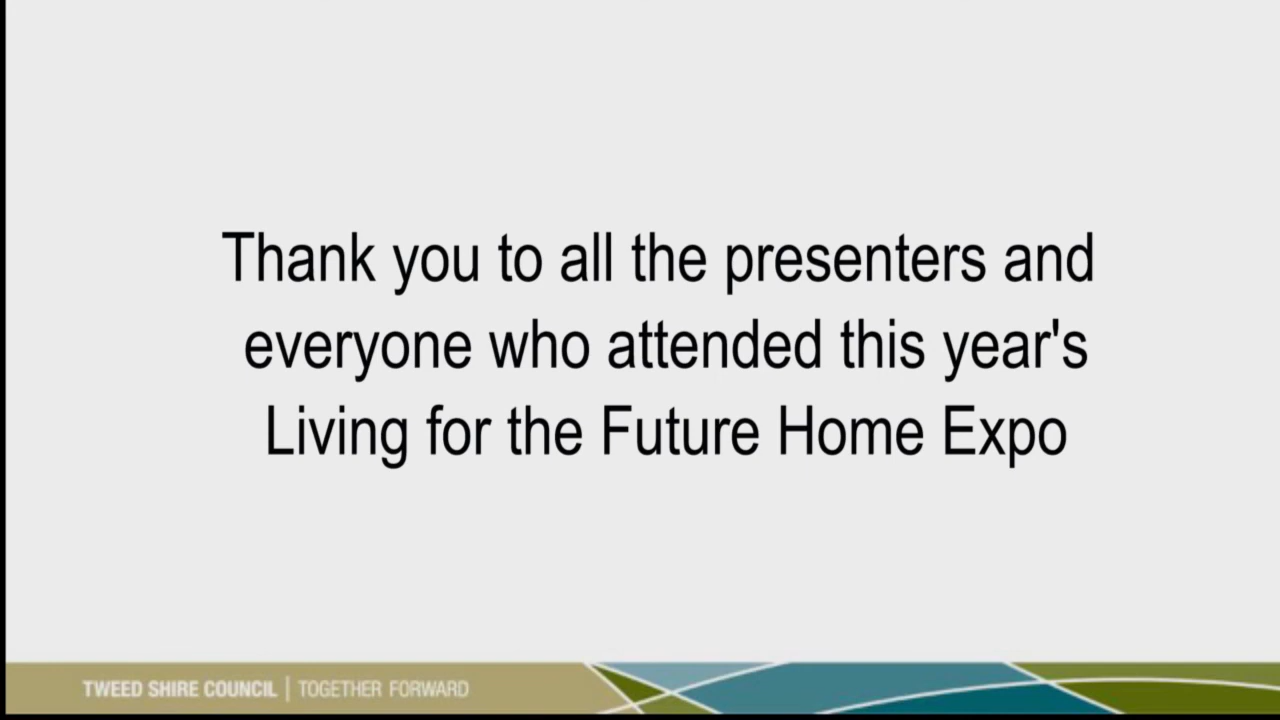 Thank you to all the presenters and
everyone who attended this year's
Living for the Future Home Expo
TWEED SHIRE COUNCIL | TOGETHER FORWARD